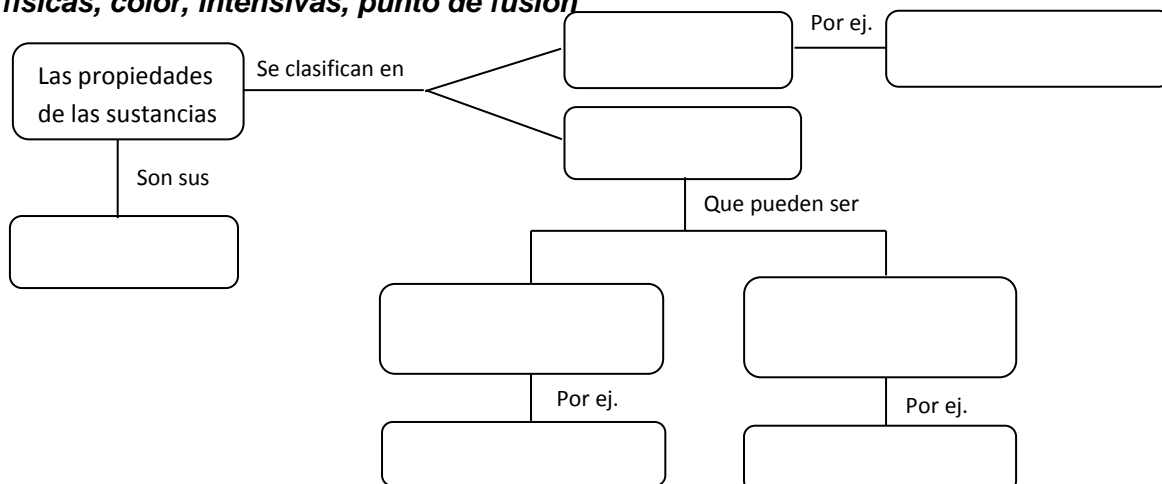 físicas, color, intensivas, punto de fusión
Por ej.
Las propiedades
de las sustancias
Se clasifican en
Son sus
Que pueden ser
Por ej.
Por ej.